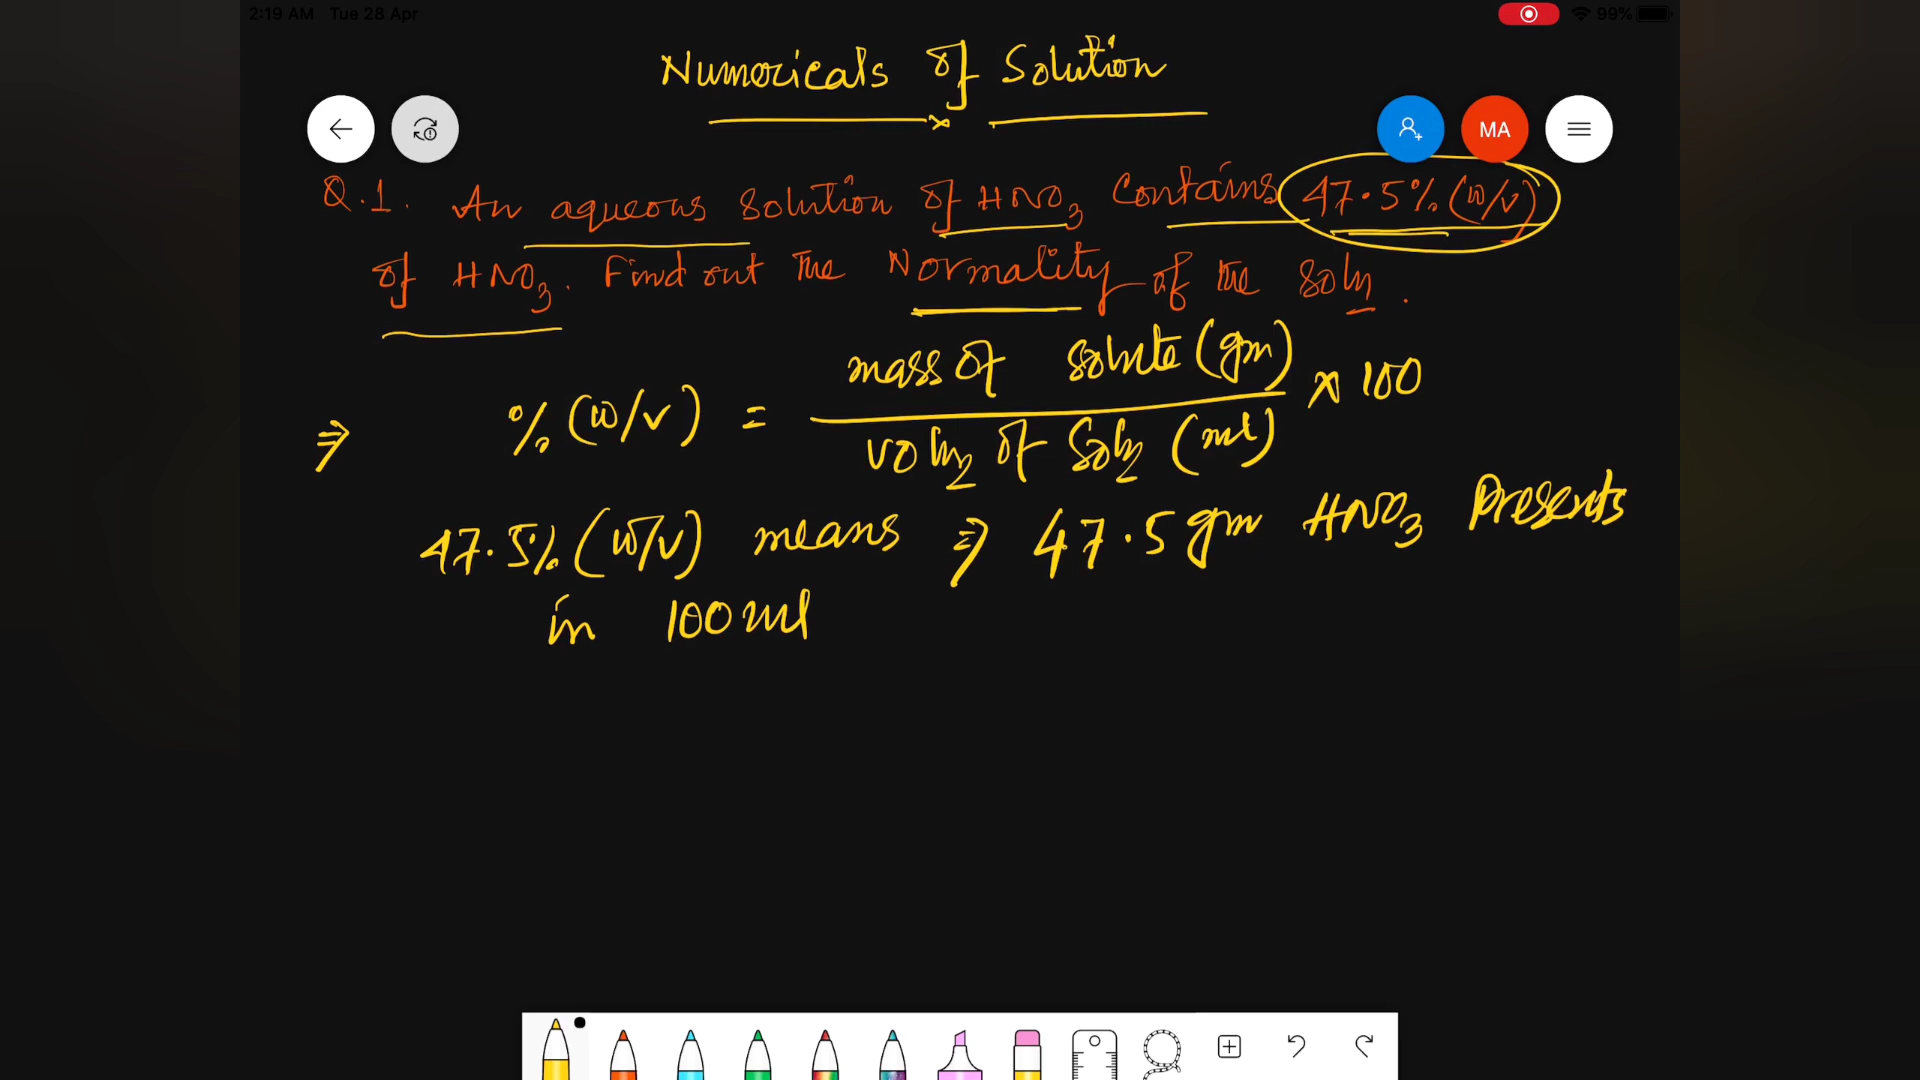 2:19 AM Tue 28 Apr 99%
Numericals of Solution
MA
Q.1. An aqueous solution of HNO3 Contains 47.5% (w/v)
of HNO3. Find out the Normality of the Soln.
⇒ % (w/v) = mass of solute (gm) / voln of Soln (ml) × 100
47.5% (w/v) means ⇒ 47.5 gm HNO3 Presents
in 100 ml